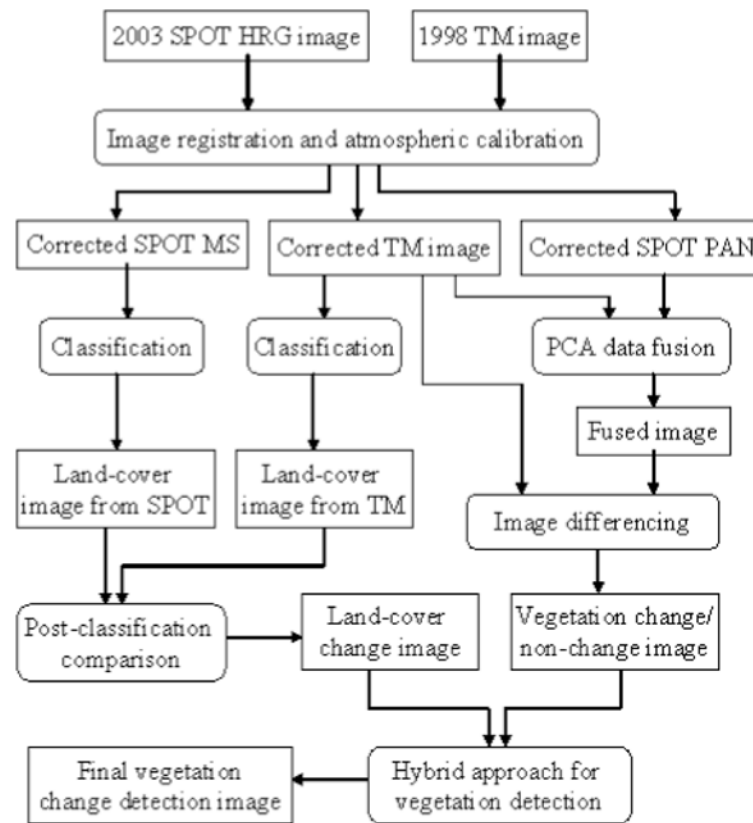 2003 SPOT HRG image
1998 TM image
Image registration and atmospheric calibration
Corrected SPOT MS
Corrected TM image
Corrected SPOT PAN
Classification
Classification
PCA data fusion
Fused image
Land-cover
image from SPOT
Land-cover
image from TM
Image differencing
Post-classification
comparison
Land-cover
change image
Vegetation change/
non-change image
Final vegetation
change detection image
Hybrid approach for
vegetation detection